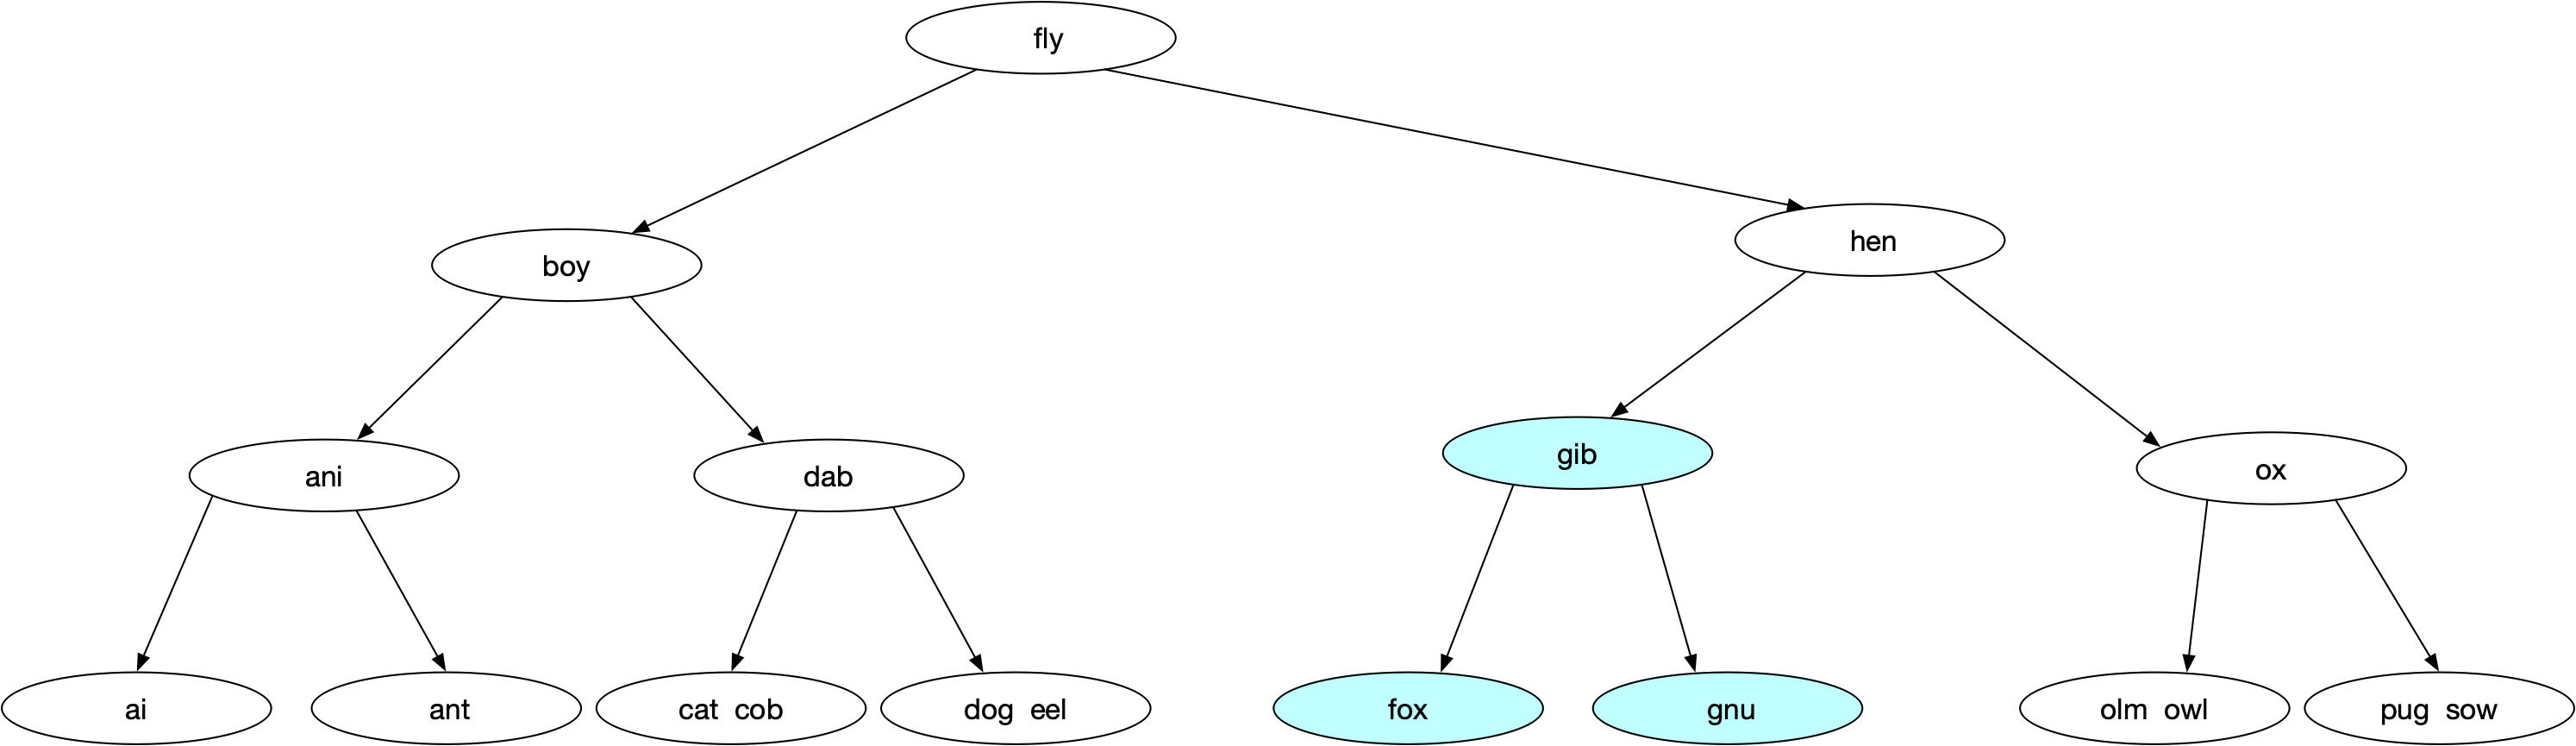 fly
boy
hen
ani
dab
gib
ox
ai
ant
cat cob
dog eel
fox
gnu
olm owl
pug sow